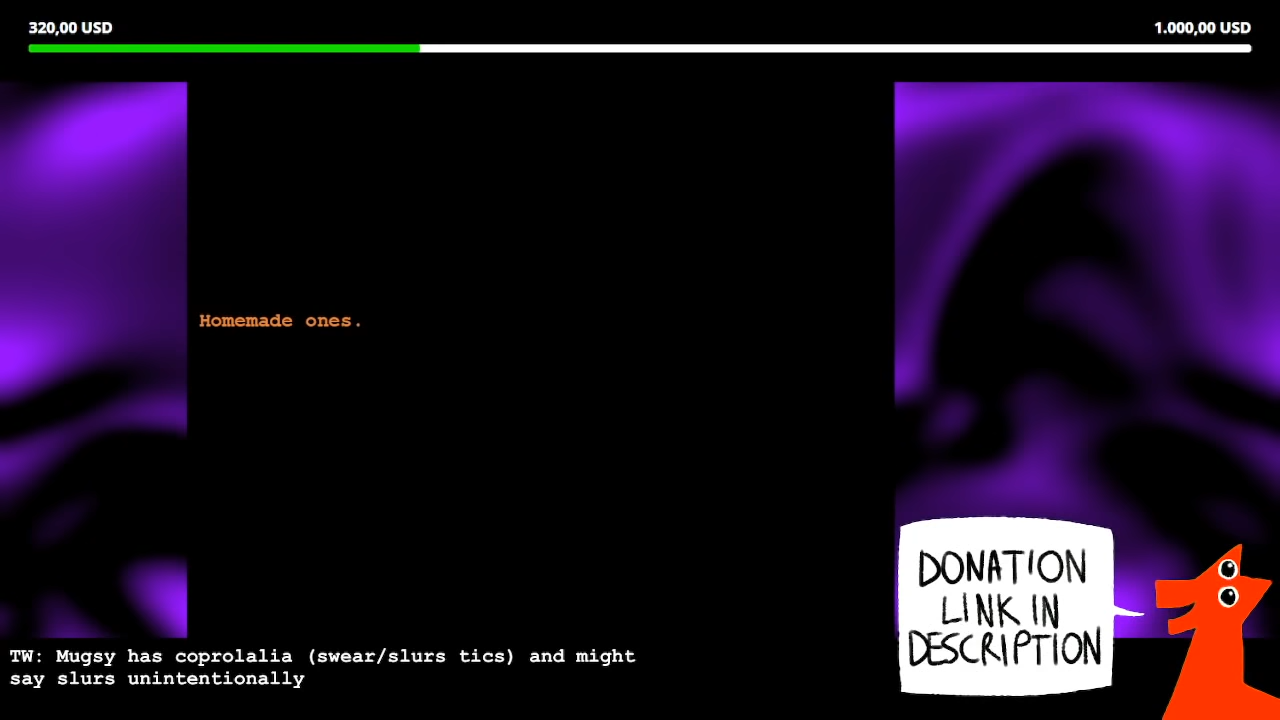 320,00 USD
1.000,00 USD
Homemade ones.
DONATION
LINK IN
DESCRIPTION
TW: Mugsy has coprolalia (swear/slurs tics) and might
say slurs unintentionally